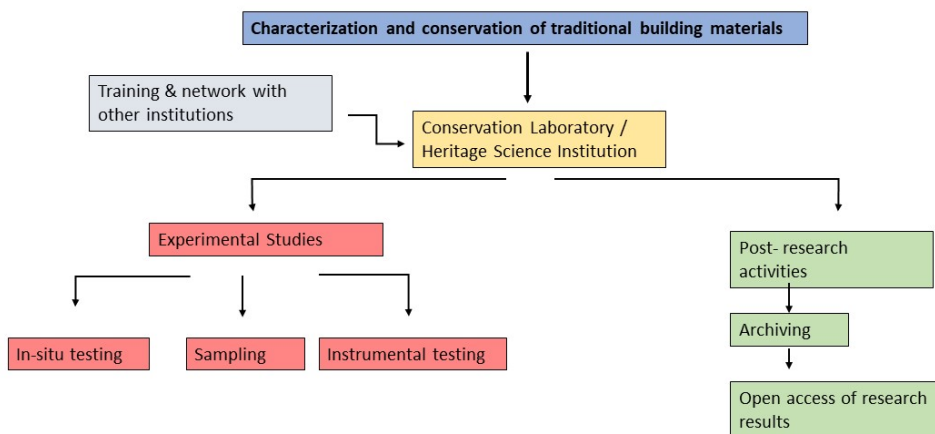 Characterization and conservation of traditional building materials
Training & network with
other institutions
Conservation Laboratory /
Heritage Science Institution
Experimental Studies
Post- research
activities
In-situ testing
Sampling
Instrumental testing
Archiving
Open access of research
results